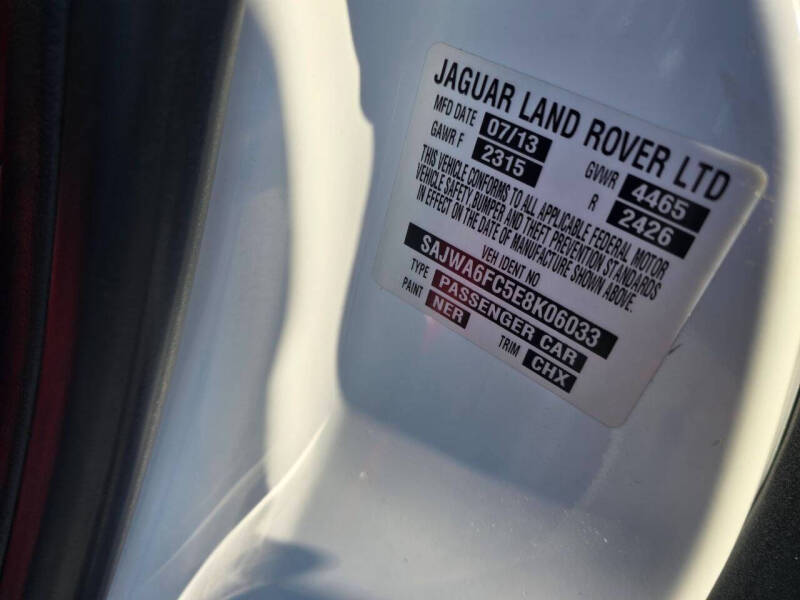 JAGUAR LAND ROVER LTD
MFD DATE 07/13 GVWR 4465
GAWR F 2315 R 2426
THIS VEHICLE CONFORMS TO ALL APPLICABLE FEDERAL MOTOR
VEHICLE SAFETY, BUMPER AND THEFT PREVENTION STANDARDS
IN EFFECT ON THE DATE OF MANUFACTURE SHOWN ABOVE.
VEH IDENT NO
SAJWA6FC5E8K06033
TYPE PASSENGER CAR
PAINT NER TRIM CHX